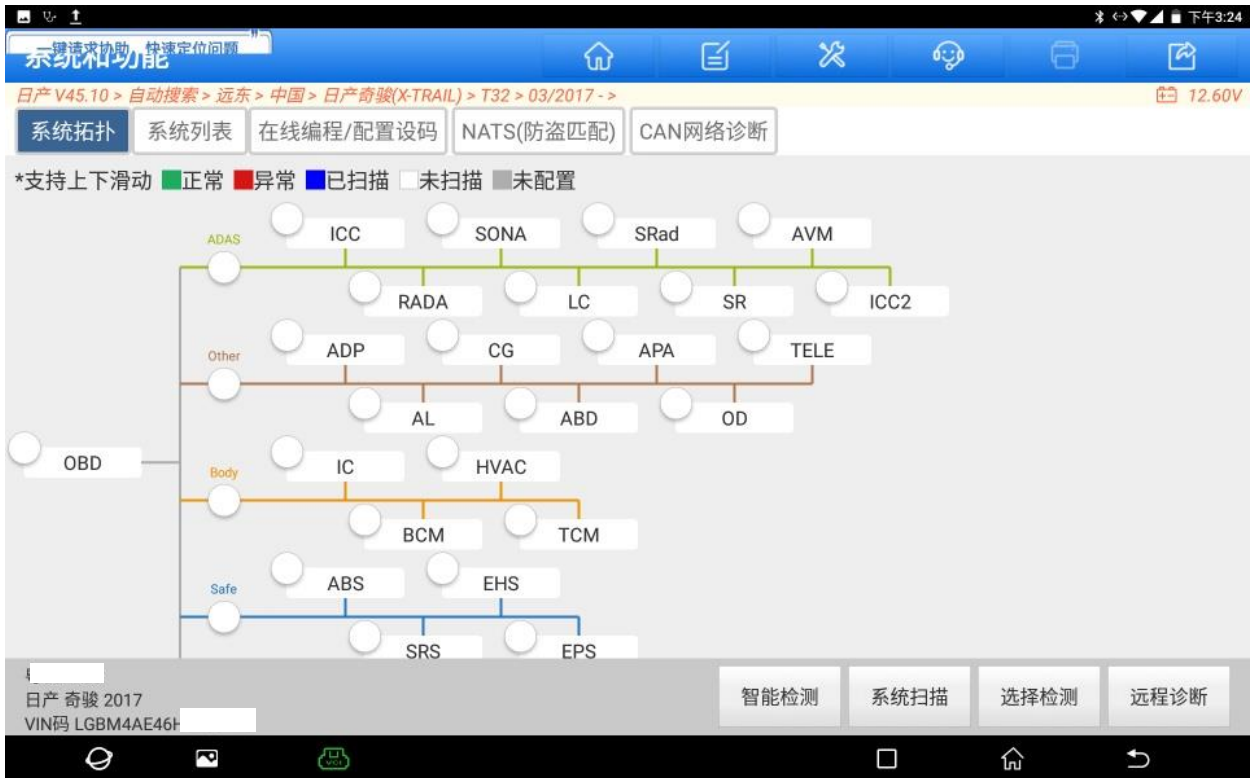 下午3:24
一键请求协助，快速定位问题
系统和功能
日产 V45.10 > 自动搜索 > 远东 > 中国 > 日产奇骏(X-TRAIL) > T32 > 03/2017 - >
12.60V
系统拓扑 系统列表 在线编程/配置设码 NATS(防盗匹配) CAN网络诊断
*支持上下滑动 正常 异常 已扫描 未扫描 未配置
ICC SONA SRad AVM
ADAS
RADA LC SR ICC2
ADP CG APA TELE
Other
AL ABD OD
IC HVAC
OBD
Body
BCM TCM
ABS EHS
Safe
SRS EPS
日产 奇骏 2017
VIN码 LGBM4AE46H
智能检测 系统扫描 选择检测 远程诊断
VCI